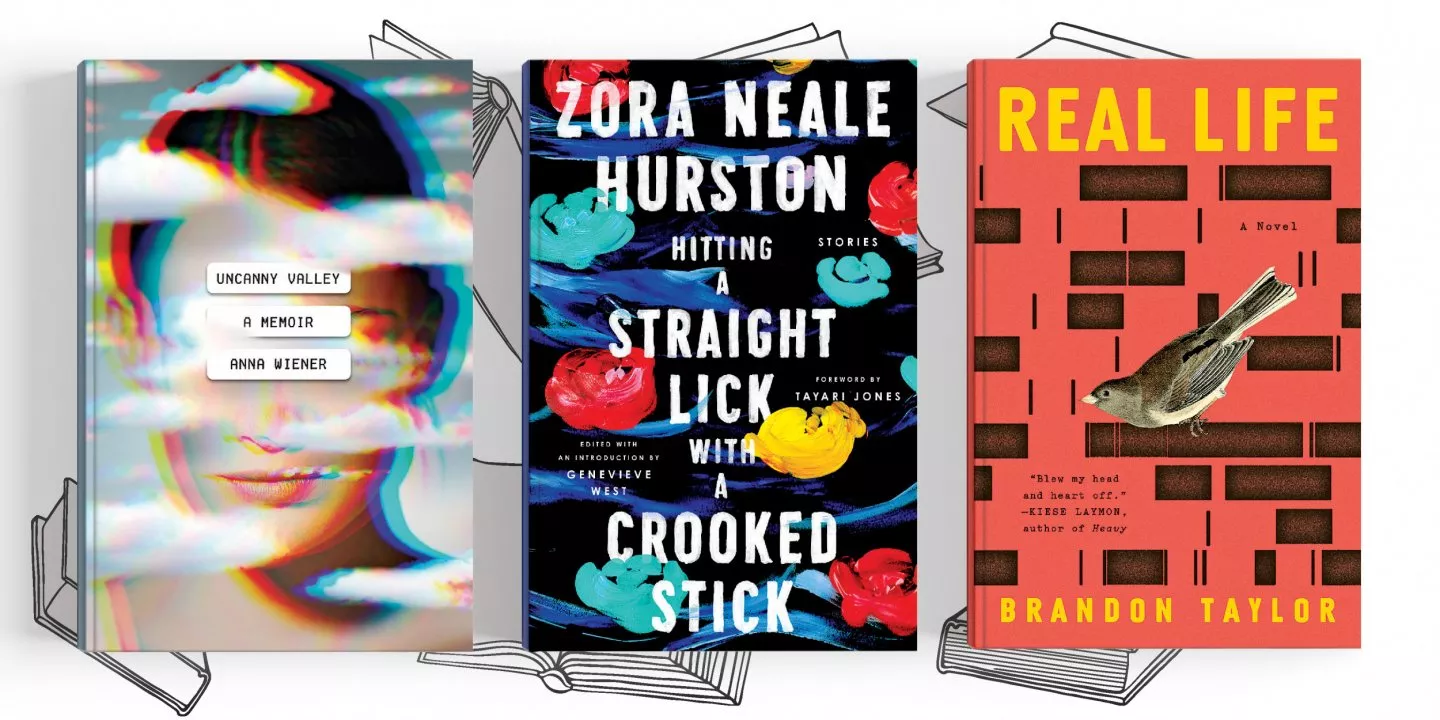 UNCANNY VALLEY
A MEMOIR
ANNA WIENER
ZORA NEALE
HURSTON
HITTING
A
STORIES
STRAIGHT
LICK
FOREWORD BY
TAYARI JONES
WITH
A
EDITED WITH
AN INTRODUCTION BY
GENEVIEVE
WEST
CROOKED
STICK
REAL LIFE
A Novel
"Blew my head
and heart off."
—KIESE LAYMON,
author of Heavy
BRANDON TAYLOR